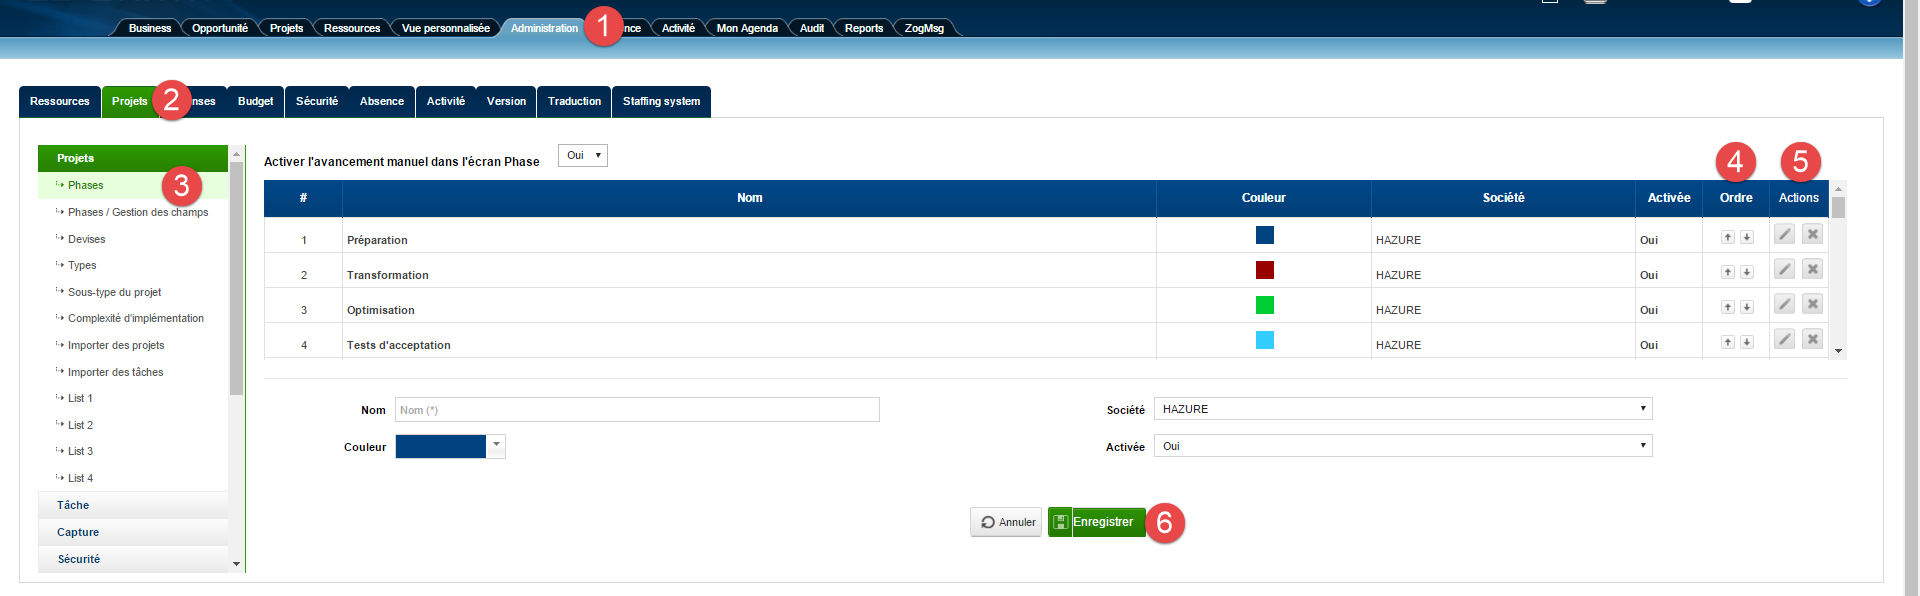 Business Opportunité Projets Ressources Vue personnalisée Administration 1 nce Activité Mon Agenda Audit Reports ZogMsg
Ressources Projets 2 nses Budget Sécurité Absence Activité Version Traduction Staffing system
Projets
Phases 3
Phases / Gestion des champs
Devises
Types
Sous-type du projet
Complexité d'implémentation
Importer des projets
Importer des tâches
List 1
List 2
List 3
List 4
Tâche
Capture
Sécurité
Activer l'avancement manuel dans l'écran Phase Oui
4 5
# Nom Couleur Société Activée Ordre Actions
1 Préparation HAZURE Oui
2 Transformation HAZURE Oui
3 Optimisation HAZURE Oui
4 Tests d'acceptation HAZURE Oui
Nom Nom (*) Société HAZURE
Couleur Activée Oui
Annuler Enregistrer 6